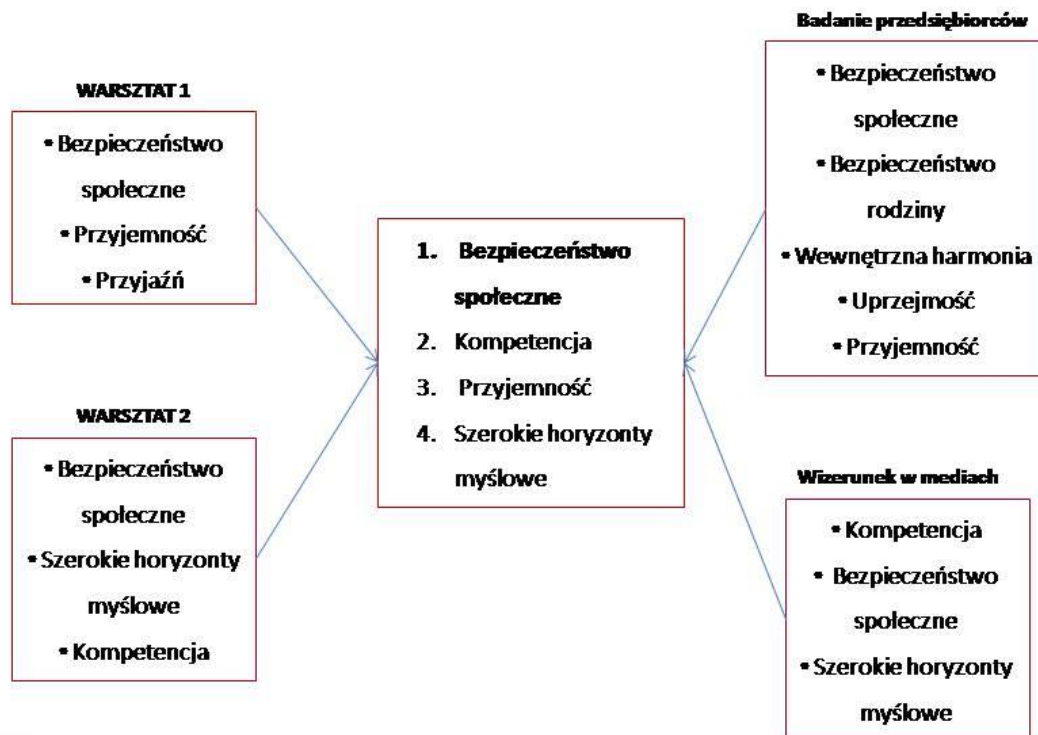 WARSZTAT 1
• Bezpieczeństwo
społeczne
• Przyjemność
• Przyjaźń
WARSZTAT 2
• Bezpieczeństwo
społeczne
• Szerokie horyzonty
myślowe
• Kompetencja
1. Bezpieczeństwo
społeczne
2. Kompetencja
3. Przyjemność
4. Szerokie horyzonty
myślowe
Badanie przedsiębiorców
• Bezpieczeństwo
społeczne
• Bezpieczeństwo
rodziny
• Wewnętrzna harmonia
• Uprzejmość
• Przyjemność
Wizerunek w mediach
• Kompetencja
• Bezpieczeństwo
społeczne
• Szerokie horyzonty
myślowe